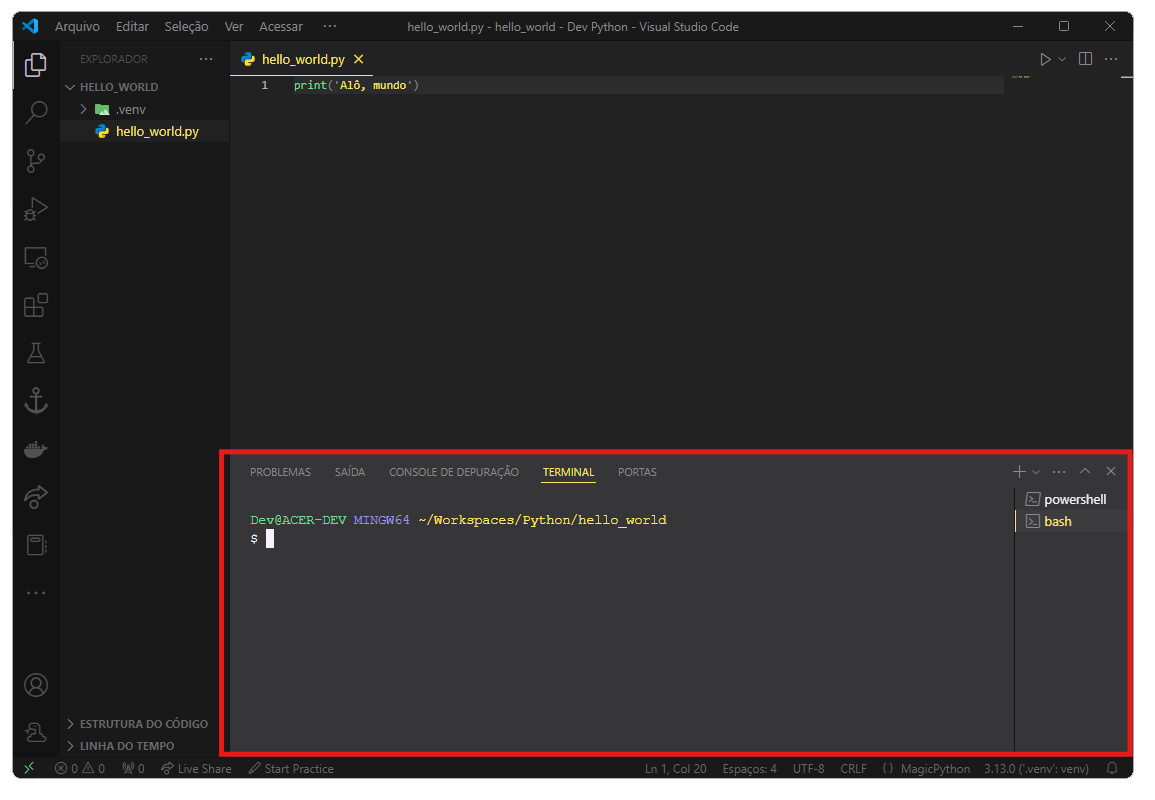 Arquivo Editar Seleção Ver Acessar ··· hello_world.py - hello_world - Dev Python - Visual Studio Code
EXPLORADOR ···
HELLO_WORLD
.venv
hello_world.py
hello_world.py
1 print('Alô, mundo')
PROBLEMAS SAÍDA CONSOLE DE DEPURAÇÃO TERMINAL PORTAS
Dev@ACER-DEV MINGW64 ~/Workspaces/Python/hello_world
$
powershell
bash
ESTRUTURA DO CÓDIGO
LINHA DO TEMPO
0 0 0 Live Share Start Practice Ln 1, Col 20 Espaços: 4 UTF-8 CRLF { } MagicPython 3.13.0 ('.venv': venv)